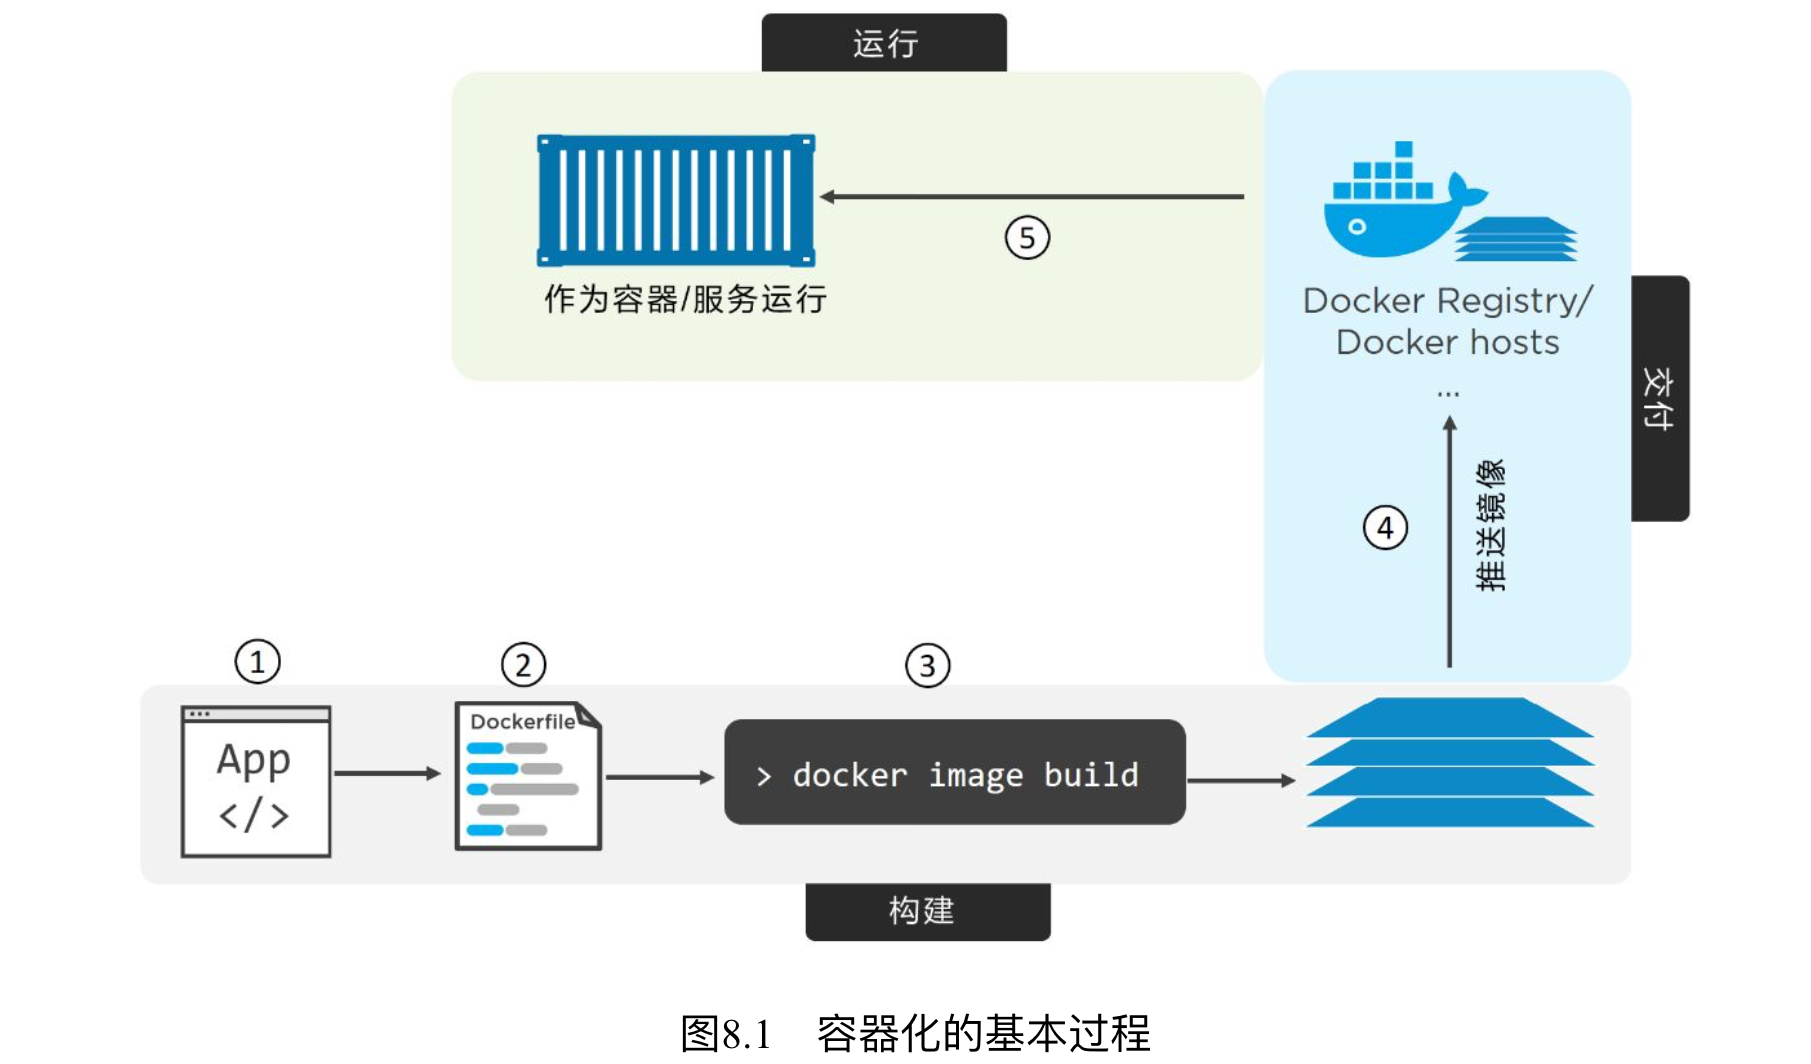 运行
作为容器/服务运行
⑤
Docker Registry/
Docker hosts
...
交付
④
推送镜像
①
②
③
App
</>
Dockerfile
> docker image build
构建
图8.1 容器化的基本过程